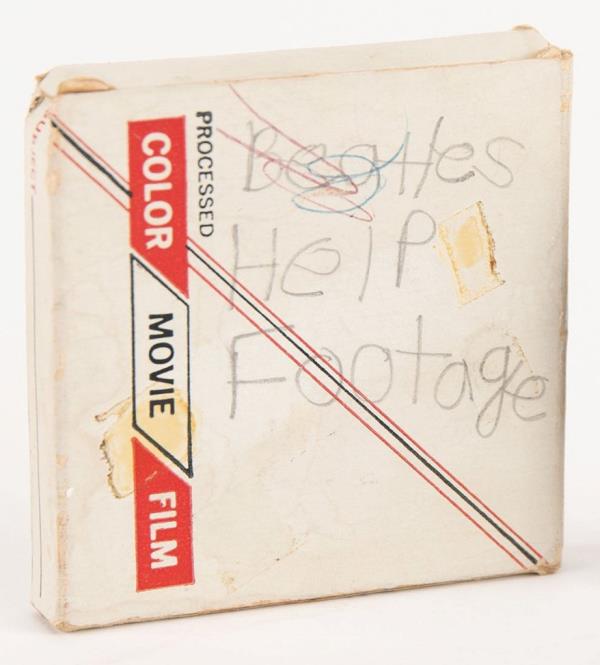 Beatles
Help
Footage
PROCESSED
COLOR
MOVIE
FILM